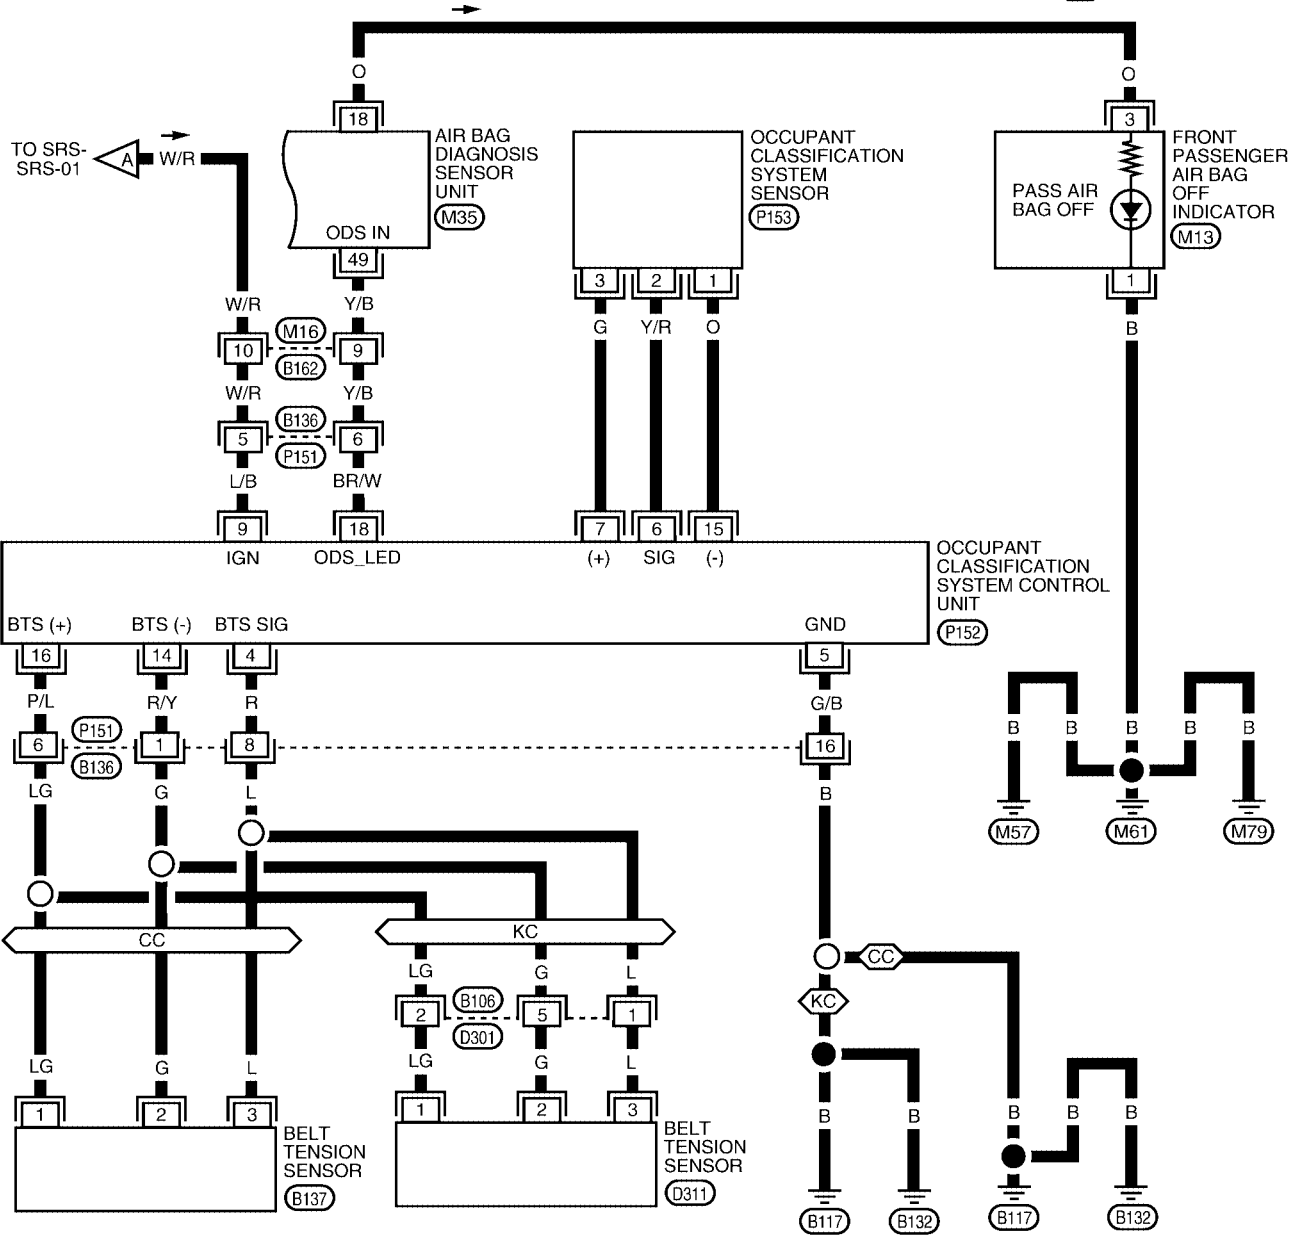 O
O
18
3
TO SRS-
SRS-01
A
W/R
AIR BAG
DIAGNOSIS
SENSOR
UNIT
M35
ODS IN
49
OCCUPANT
CLASSIFICATION
SYSTEM
SENSOR
P153
3
2
1
PASS AIR
BAG OFF
FRONT
PASSENGER
AIR BAG
OFF
INDICATOR
M13
1
W/R
Y/B
G
Y/R
O
B
10
M16
B162
9
W/R
Y/B
5
B136
P151
6
L/B
BR/W
9
18
7
6
15
IGN
ODS_LED
(+)
SIG
(-)
OCCUPANT
CLASSIFICATION
SYSTEM CONTROL
UNIT
P152
BTS (+)
BTS (-)
BTS SIG
GND
16
14
4
5
P/L
R/Y
R
G/B
6
P151
B136
1
8
16
LG
G
L
B
B
B
B
B
B
M57
M61
M79
CC
KC
CC
KC
LG
G
L
2
B106
D301
5
1
LG
G
L
LG
G
L
1
2
3
1
2
3
BELT
TENSION
SENSOR
B137
BELT
TENSION
SENSOR
D311
B
B
B
B
B
B117
B132
B117
B132